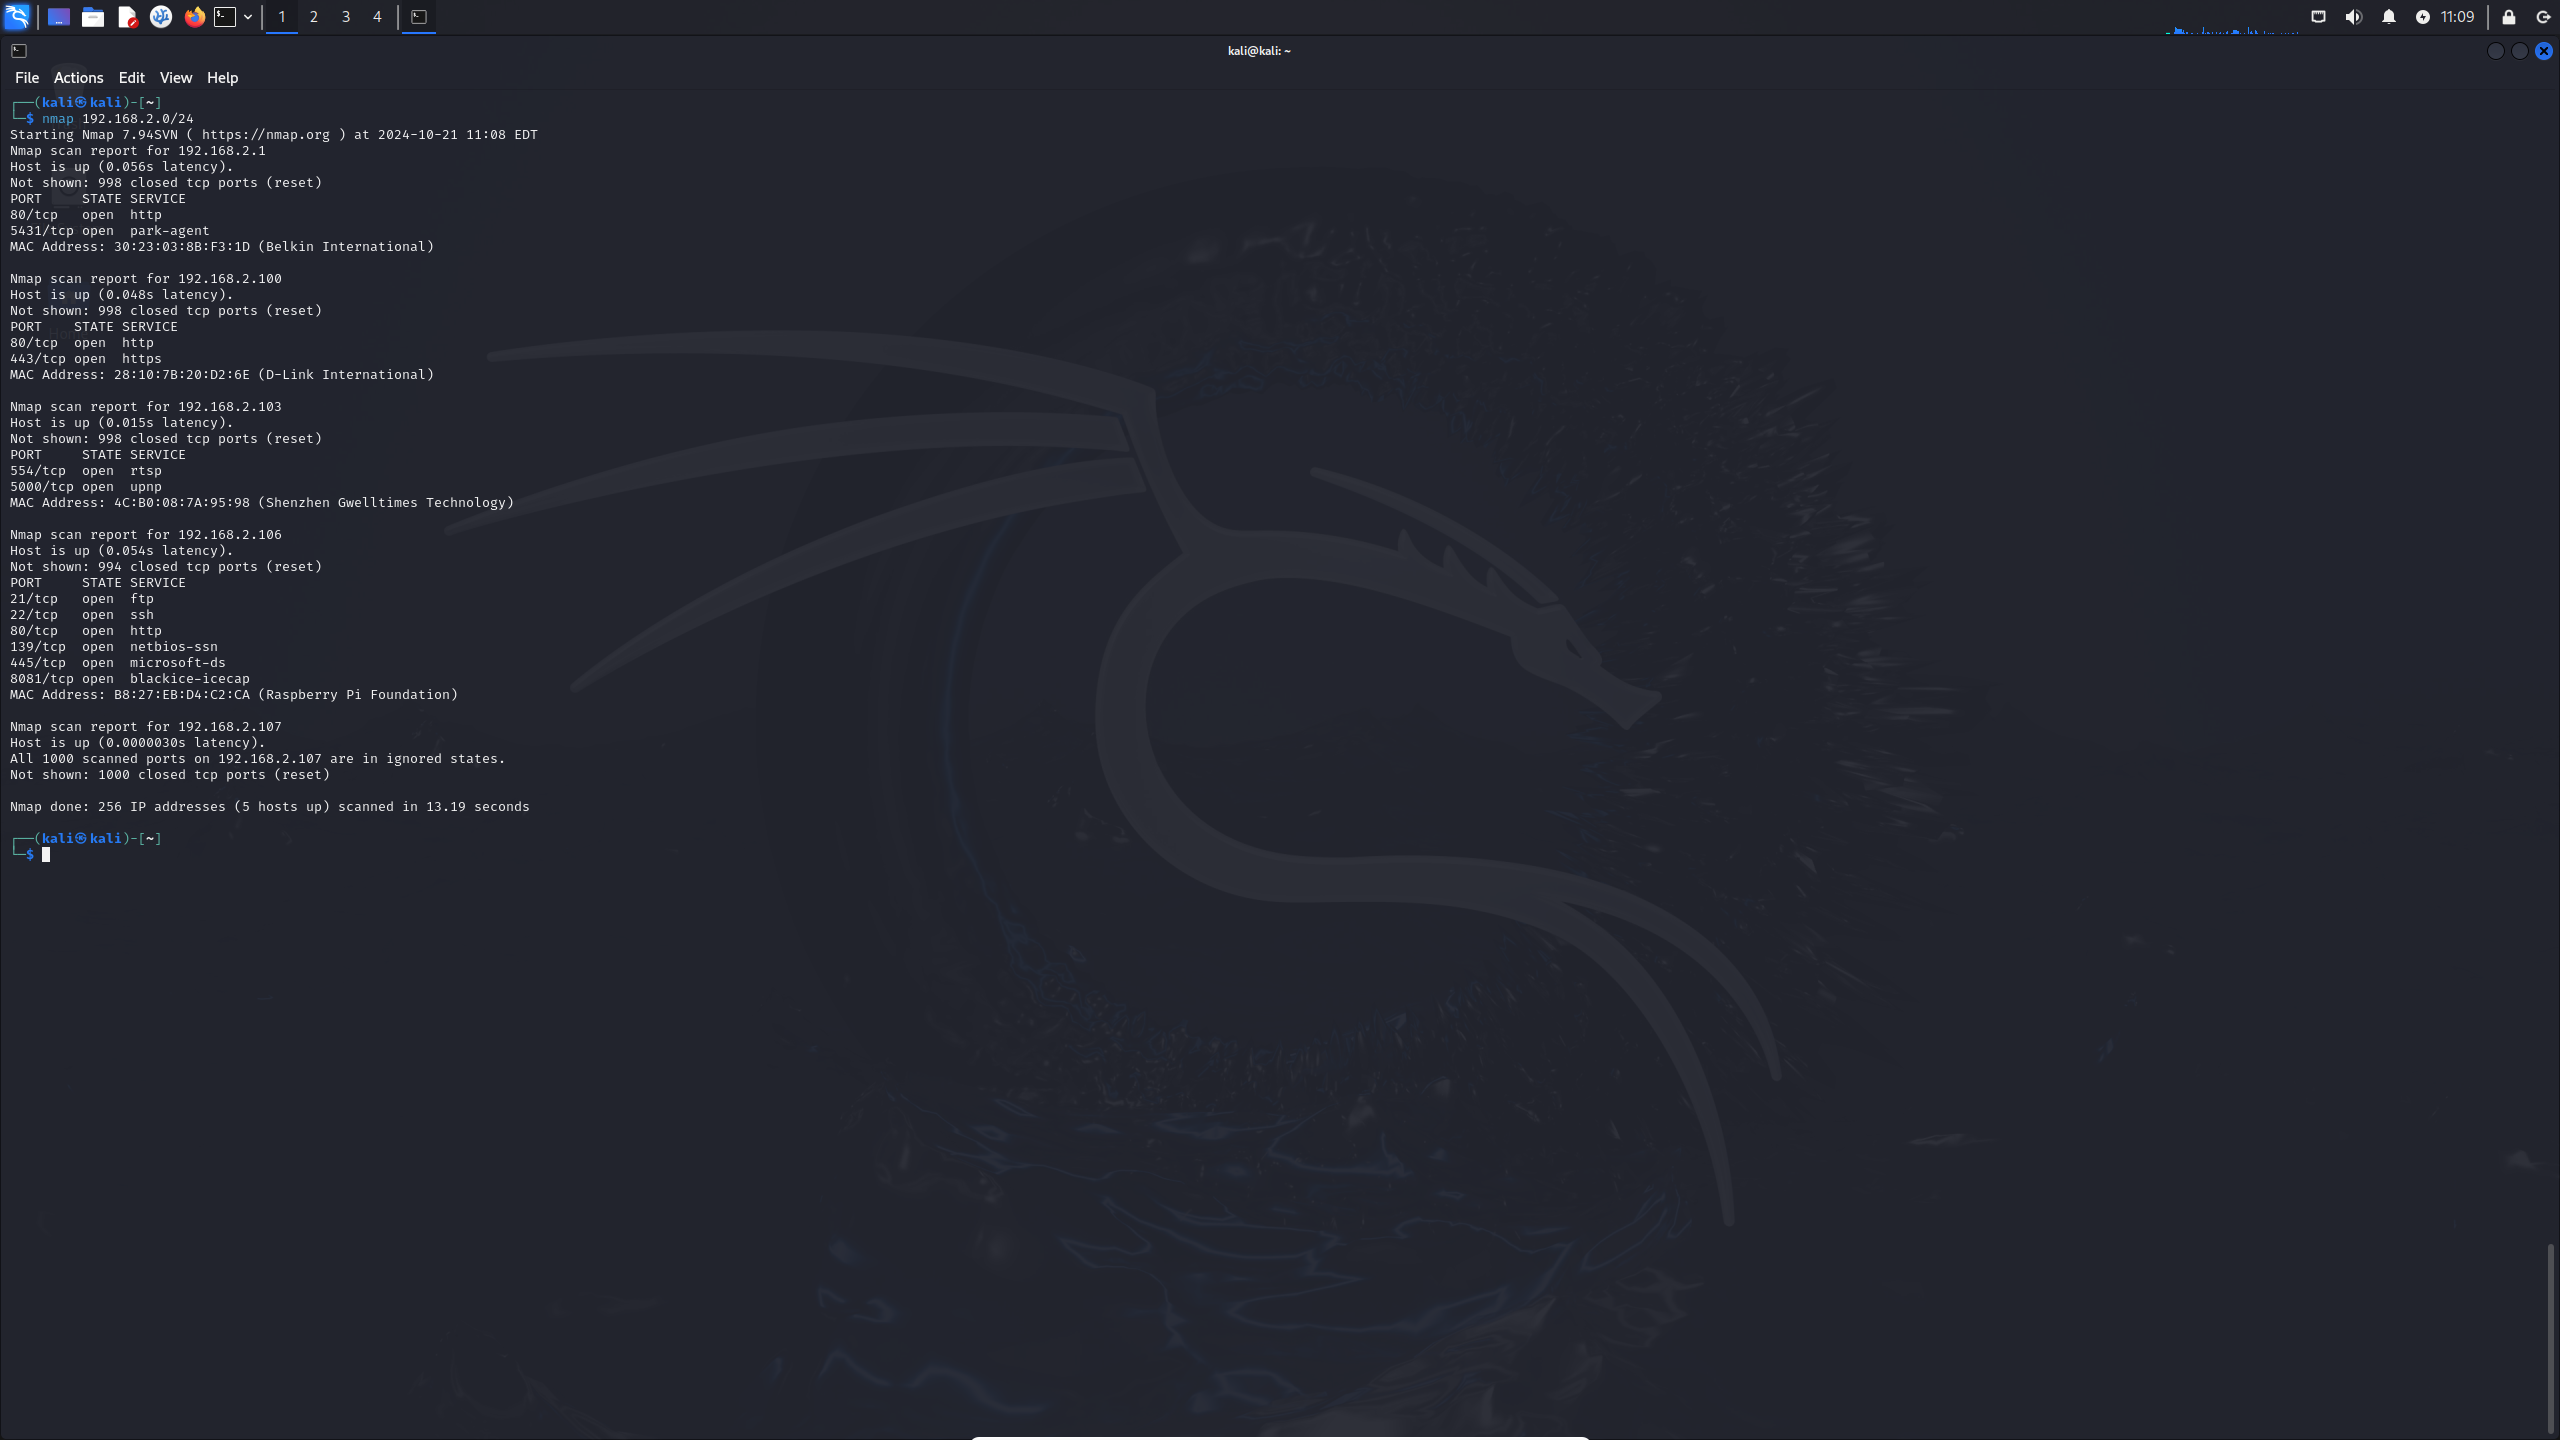 1 2 3 4
11:09
kali@kali: ~
File Actions Edit View Help
┌──(kali㉿kali)-[~]
└─$ nmap 192.168.2.0/24
Starting Nmap 7.94SVN ( https://nmap.org ) at 2024-10-21 11:08 EDT
Nmap scan report for 192.168.2.1
Host is up (0.056s latency).
Not shown: 998 closed tcp ports (reset)
PORT     STATE SERVICE
80/tcp   open  http
5431/tcp open  park-agent
MAC Address: 30:23:03:8B:F3:1D (Belkin International)

Nmap scan report for 192.168.2.100
Host is up (0.048s latency).
Not shown: 998 closed tcp ports (reset)
PORT    STATE SERVICE
80/tcp  open  http
443/tcp open  https
MAC Address: 28:10:7B:20:D2:6E (D-Link International)

Nmap scan report for 192.168.2.103
Host is up (0.015s latency).
Not shown: 998 closed tcp ports (reset)
PORT     STATE SERVICE
554/tcp  open  rtsp
5000/tcp open  upnp
MAC Address: 4C:B0:08:7A:95:98 (Shenzhen Gwelltimes Technology)

Nmap scan report for 192.168.2.106
Host is up (0.054s latency).
Not shown: 994 closed tcp ports (reset)
PORT     STATE SERVICE
21/tcp   open  ftp
22/tcp   open  ssh
80/tcp   open  http
139/tcp  open  netbios-ssn
445/tcp  open  microsoft-ds
8081/tcp open  blackice-icecap
MAC Address: B8:27:EB:D4:C2:CA (Raspberry Pi Foundation)

Nmap scan report for 192.168.2.107
Host is up (0.0000030s latency).
All 1000 scanned ports on 192.168.2.107 are in ignored states.
Not shown: 1000 closed tcp ports (reset)

Nmap done: 256 IP addresses (5 hosts up) scanned in 13.19 seconds

┌──(kali㉿kali)-[~]
└─$